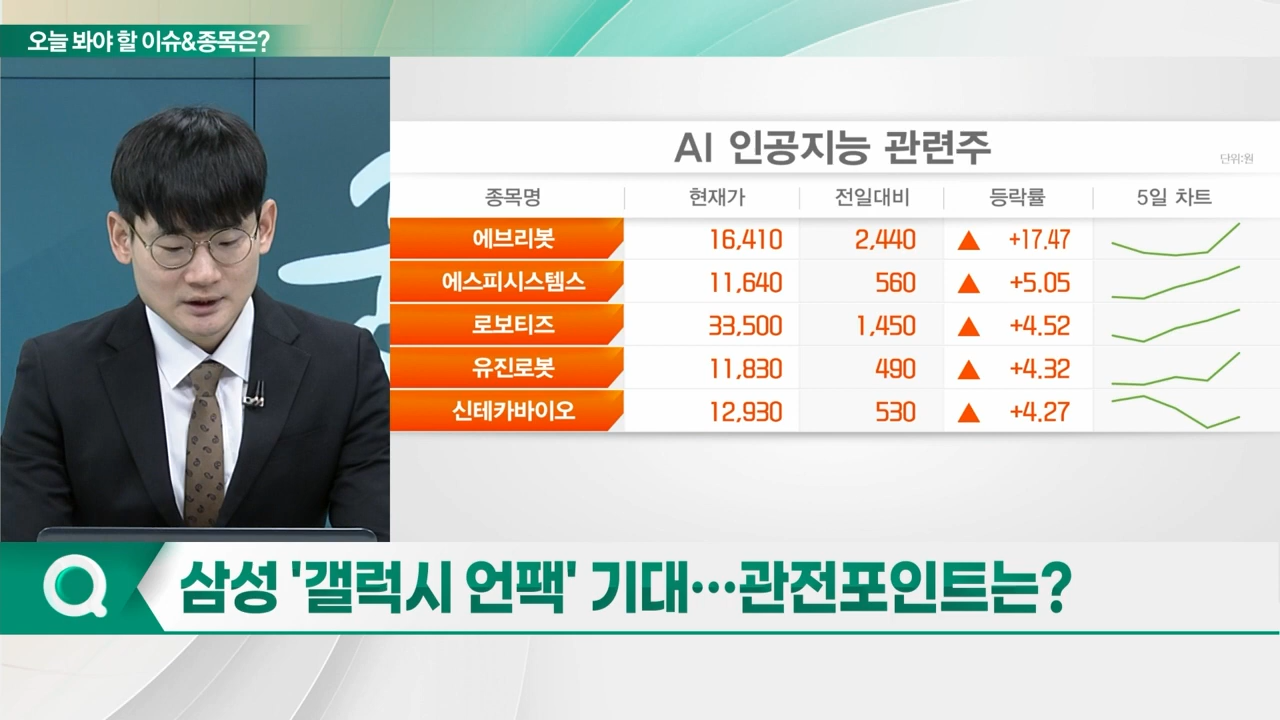 오늘 봐야 할 이슈&종목은?
AI 인공지능 관련주
단위:원
종목명 현재가 전일대비 등락률 5일 차트
에브리봇 16,410 2,440 ▲ +17.47
에스피시스템스 11,640 560 ▲ +5.05
로보티즈 33,500 1,450 ▲ +4.52
유진로봇 11,830 490 ▲ +4.32
신테카바이오 12,930 530 ▲ +4.27
삼성 '갤럭시 언팩' 기대…관전포인트는?